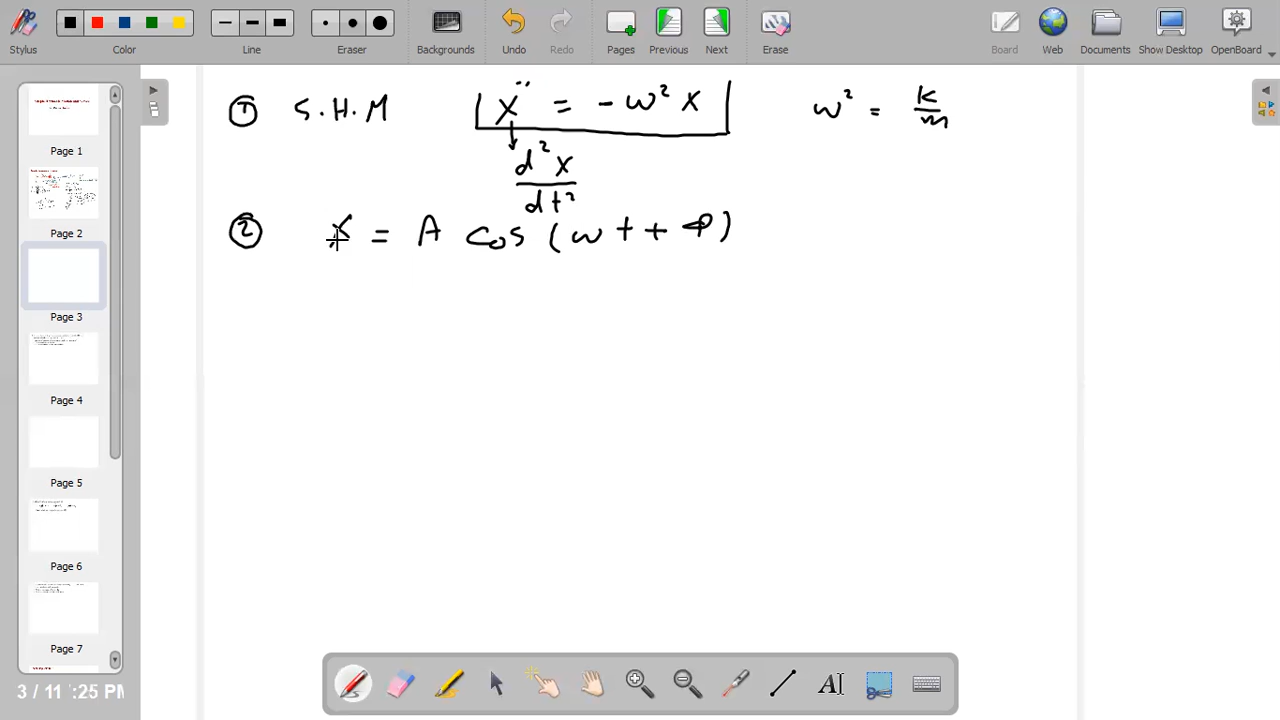 Stylus Color Line Eraser Backgrounds Undo Redo Pages Previous Next Erase Board Web Documents Show Desktop OpenBoard
① S.H.M ẍ = - ω² x ω² = k/m
d²x/dt²
② x = A cos (ωt + φ)
Page 1
Page 2
Page 3
Page 4
Page 5
Page 6
Page 7
3 / 11 1:25 PM
AI